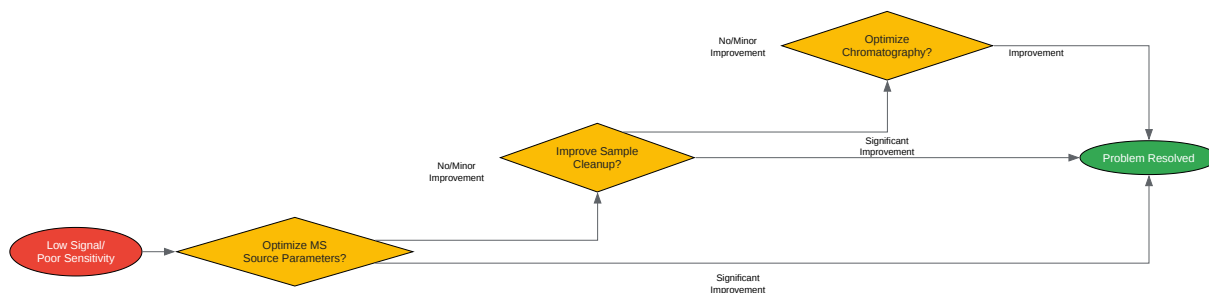 No/Minor
Improvement
Optimize
Chromatography?
Improvement
No/Minor
Improvement
Improve Sample
Cleanup?
Significant
Improvement
Problem Resolved
Low Signal/
Poor Sensitivity
Optimize MS
Source Parameters?
Significant
Improvement